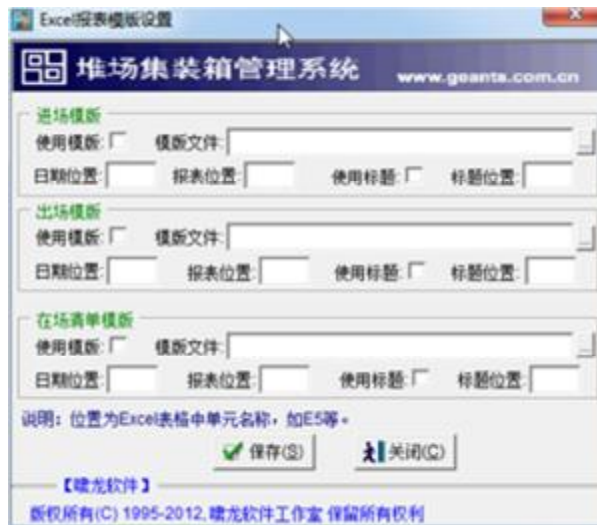 Excel报表模版设置
堆场集装箱管理系统 www.geants.com.cn
进场模版
使用模版: 模版文件: ...
日期位置: 报表位置: 使用标题: 标题位置:
出场模版
使用模版: 模版文件: ...
日期位置: 报表位置: 使用标题: 标题位置:
在场清单模版
使用模版: 模版文件: ...
日期位置: 报表位置: 使用标题: 标题位置:
说明：位置为Excel表格中单元名称，如E5等。
保存(S) 关闭(C)
【啸龙软件】
版权所有(C) 1995-2012,啸龙软件工作室 保留所有权利